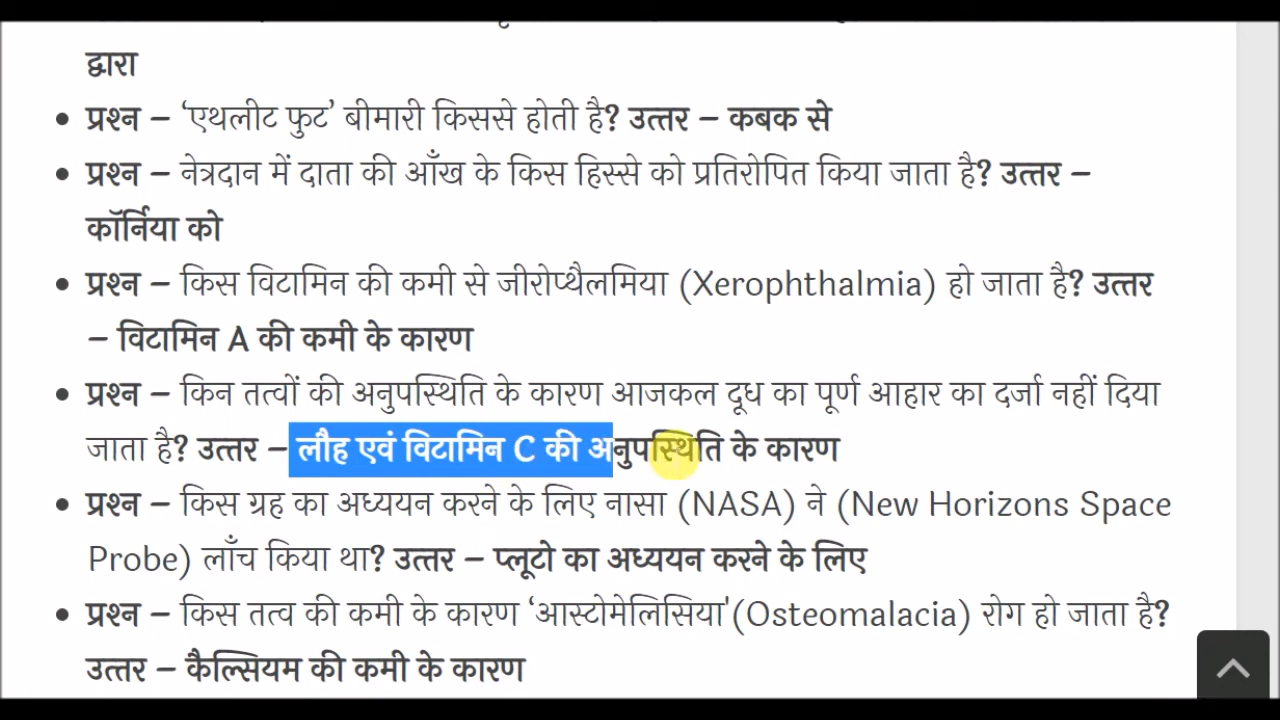 द्वारा
प्रश्न – ‘एथलीट फुट’ बीमारी किससे होती है? उत्तर – कबक से
प्रश्न – नेत्रदान में दाता की आँख के किस हिस्से को प्रतिरोपित किया जाता है? उत्तर –
कॉर्निया को
प्रश्न – किस विटामिन की कमी से जीरोप्थैलमिया (Xerophthalmia) हो जाता है? उत्तर
– विटामिन A की कमी के कारण
प्रश्न – किन तत्वों की अनुपस्थिति के कारण आजकल दूध का पूर्ण आहार का दर्जा नहीं दिया
जाता है? उत्तर – लौह एवं विटामिन C की अनुपस्थिति के कारण
प्रश्न – किस ग्रह का अध्ययन करने के लिए नासा (NASA) ने (New Horizons Space
Probe) लाँच किया था? उत्तर – प्लूटो का अध्ययन करने के लिए
प्रश्न – किस तत्व की कमी के कारण ‘आस्टोमेलिसिया'(Osteomalacia) रोग हो जाता है?
उत्तर – कैल्सियम की कमी के कारण